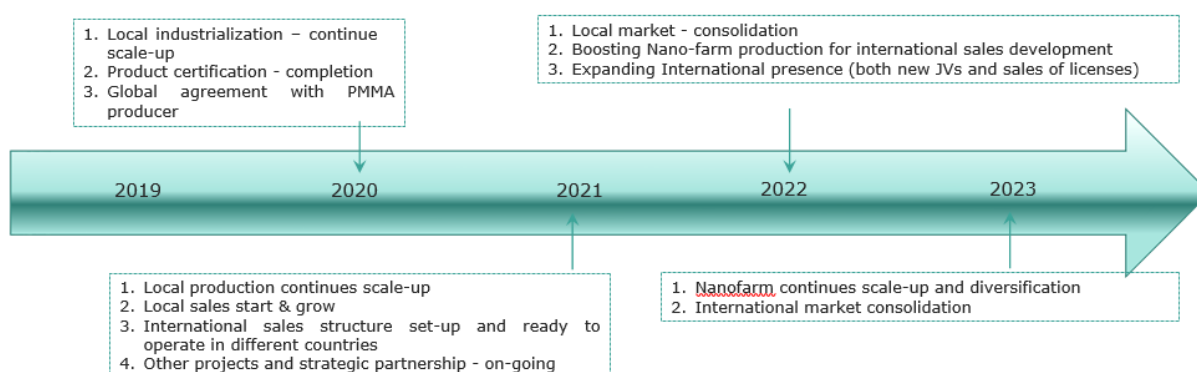 1. Local industrialization – continue
scale-up
2. Product certification - completion
3. Global agreement with PMMA
producer
1. Local market - consolidation
2. Boosting Nano-farm production for international sales development
3. Expanding International presence (both new JVs and sales of licenses)
2019
2020
2021
2022
2023
1. Local production continues scale-up
2. Local sales start & grow
3. International sales structure set-up and ready to
operate in different countries
4. Other projects and strategic partnership - on-going
1. Nanofarm continues scale-up and diversification
2. International market consolidation